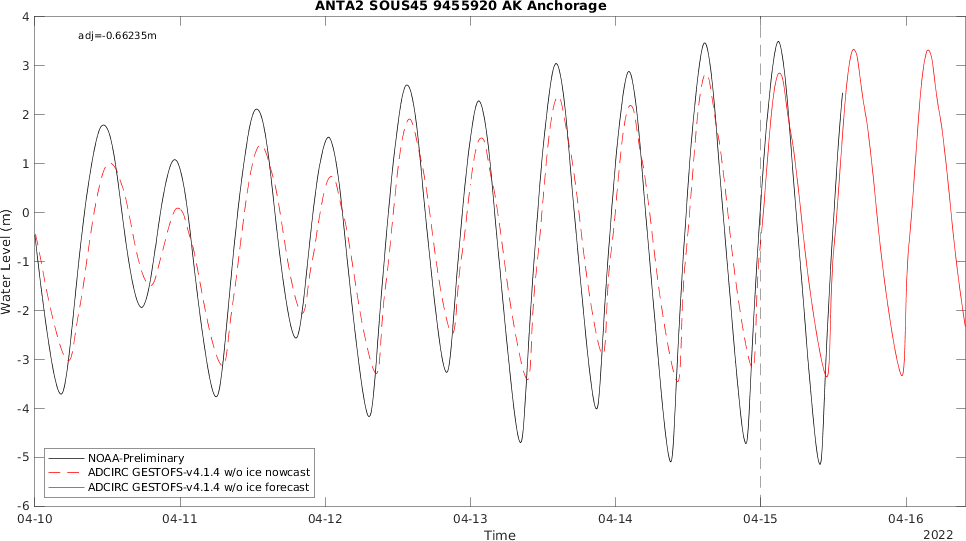 ANTA2 SOUS45 9455920 AK Anchorage
adj=-0.66235m
4
3
2
1
0
-1
-2
-3
-4
-5
-6
Water Level (m)
NOAA-Preliminary
ADCIRC GESTOFS-v4.1.4 w/o ice nowcast
ADCIRC GESTOFS-v4.1.4 w/o ice forecast
04-10 04-11 04-12 04-13 04-14 04-15 04-16
Time
2022